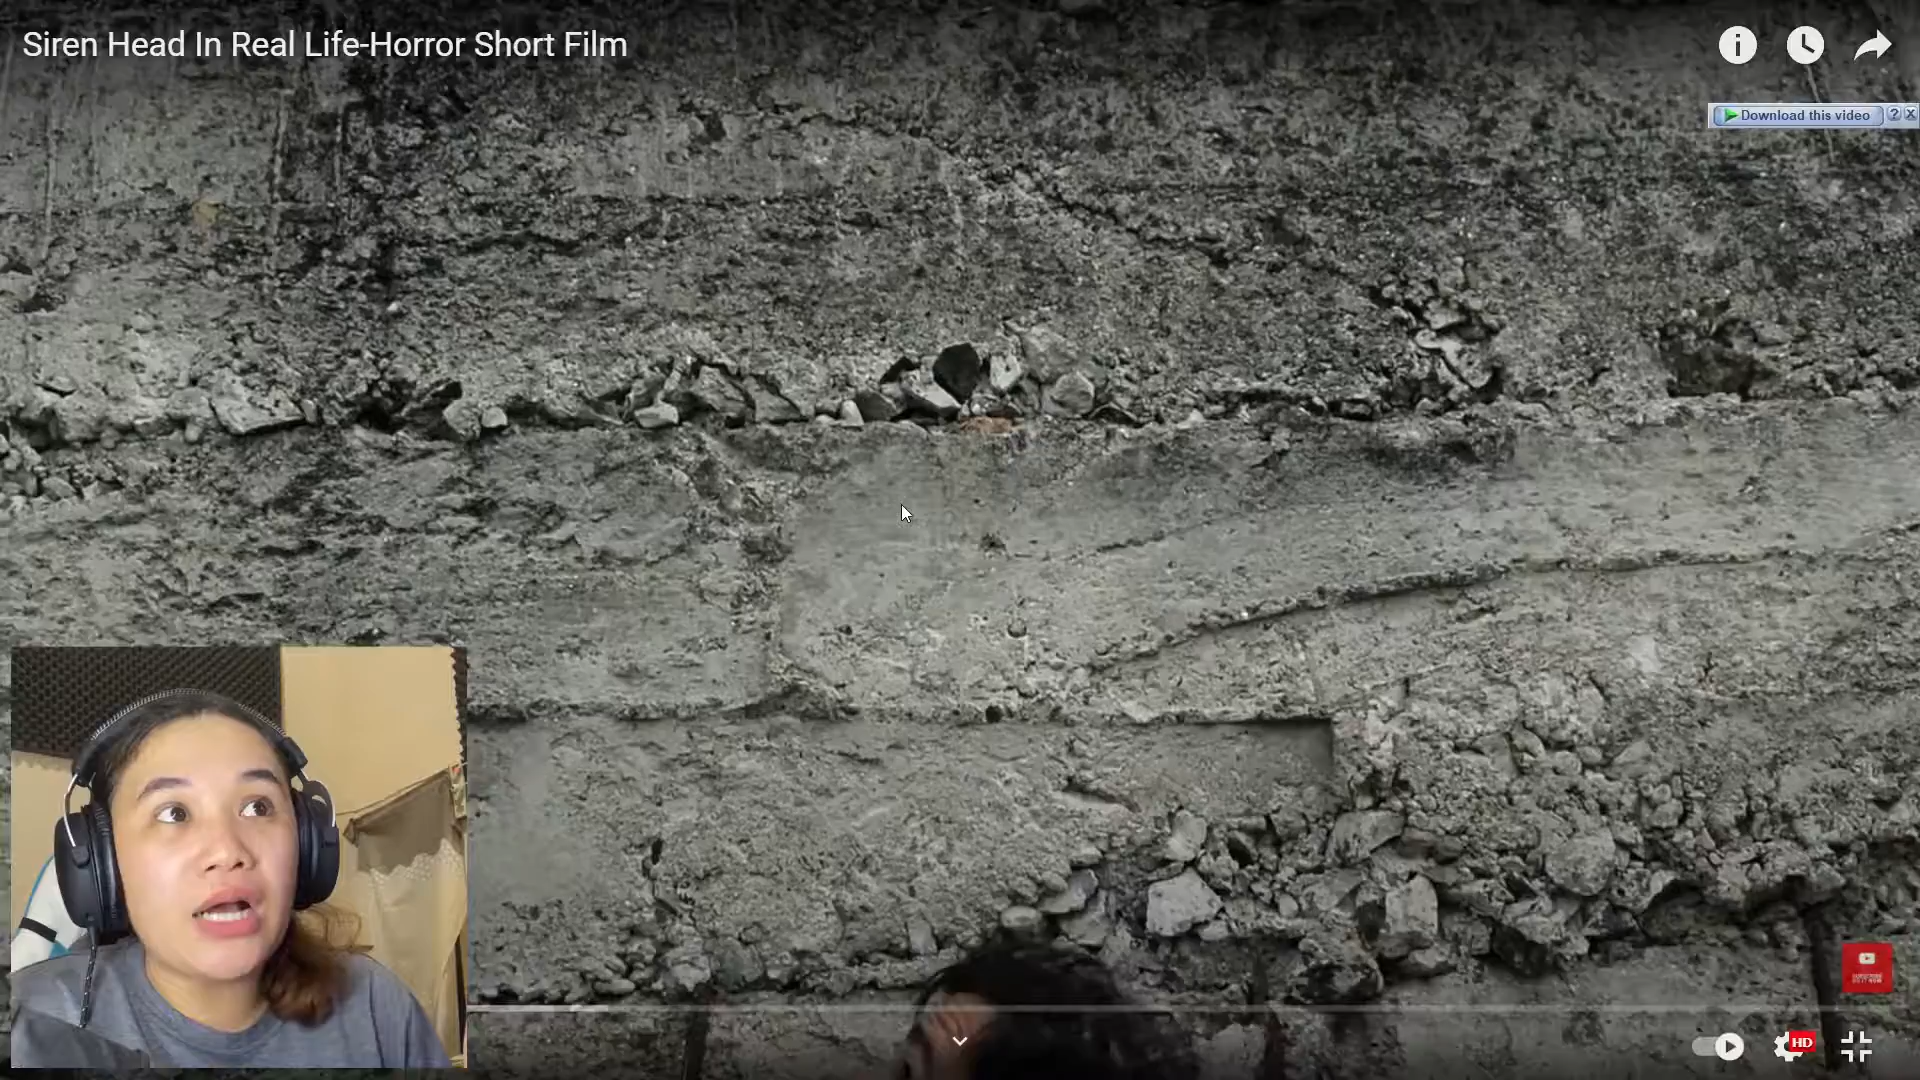 Siren Head In Real Life-Horror Short Film
Download this video
?
X
HD